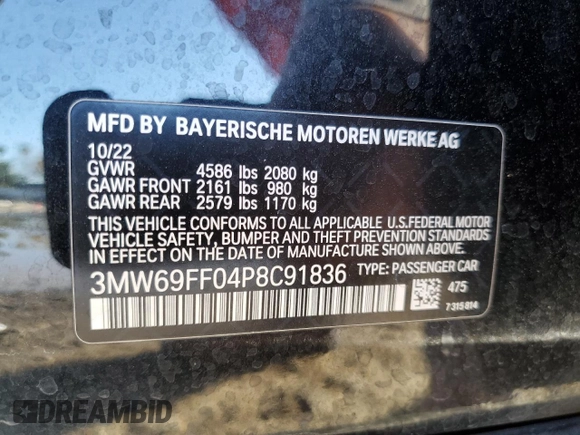 MFD BY BAYERISCHE MOTOREN WERKE AG
10/22
GVWR 4586 lbs 2080 kg
GAWR FRONT 2161 lbs 980 kg
GAWR REAR 2579 lbs 1170 kg
THIS VEHICLE CONFORMS TO ALL APPLICABLE U.S.FEDERAL MOTOR
VEHICLE SAFETY, BUMPER AND THEFT PREVENTION STANDARDS
IN EFFECT ON THE DATE OF MANUFACTURE SHOWN ABOVE.
3MW69FF04P8C91836 TYPE: PASSENGER CAR
475
7 315 814
DREAMBID